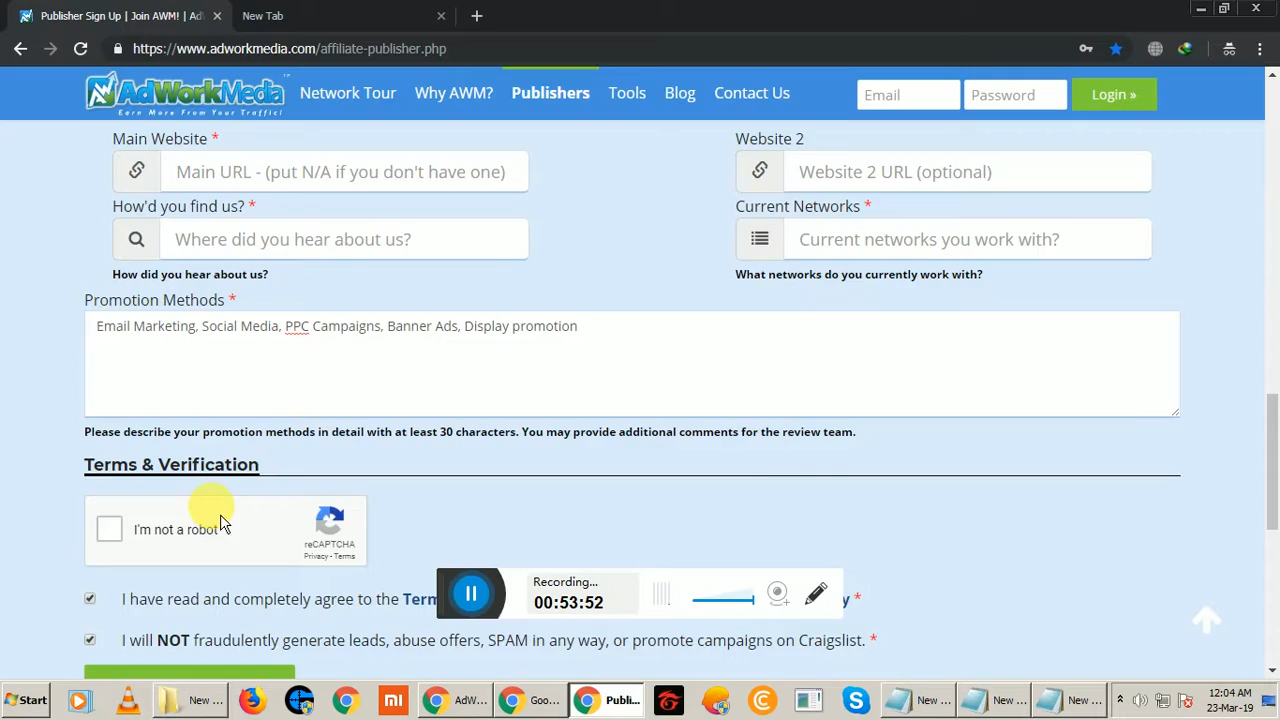 Publisher Sign Up | Join AWM! | Ad
New Tab
https://www.adworkmedia.com/affiliate-publisher.php
AdWorkMedia
Earn More From Your Traffic!
Network Tour
Why AWM?
Publishers
Tools
Blog
Contact Us
Email
Password
Login »
Main Website *
Website 2
Main URL - (put N/A if you don't have one)
Website 2 URL (optional)
How'd you find us? *
Current Networks *
Where did you hear about us?
Current networks you work with?
How did you hear about us?
What networks do you currently work with?
Promotion Methods *
Email Marketing, Social Media, PPC Campaigns, Banner Ads, Display promotion
Please describe your promotion methods in detail with at least 30 characters. You may provide additional comments for the review team.
Terms & Verification
I'm not a robot
reCAPTCHA
Privacy - Terms
Recording...
00:53:52
I have read and completely agree to the Term
y *
I will NOT fraudulently generate leads, abuse offers, SPAM in any way, or promote campaigns on Craigslist. *
Start
New ...
mi
AdW...
Goo...
Publi...
New ...
New ...
New ...
12:04 AM
23-Mar-19